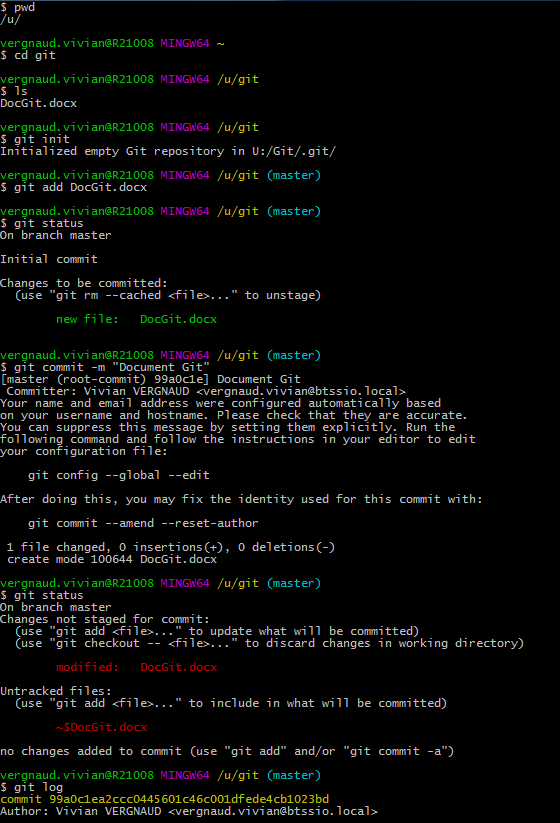 $ pwd
/u/
vergnaud.vivian@R21008 MINGW64 ~
$ cd git
vergnaud.vivian@R21008 MINGW64 /u/git
$ ls
DocGit.docx
vergnaud.vivian@R21008 MINGW64 /u/git
$ git init
Initialized empty Git repository in U:/Git/.git/
vergnaud.vivian@R21008 MINGW64 /u/git (master)
$ git add DocGit.docx
vergnaud.vivian@R21008 MINGW64 /u/git (master)
$ git status
On branch master
Initial commit
Changes to be committed:
(use "git rm --cached <file>..." to unstage)
new file: DocGit.docx
vergnaud.vivian@R21008 MINGW64 /u/git (master)
$ git commit -m "Document Git"
[master (root-commit) 99a0c1e] Document Git
Committer: Vivian VERGNAUD <vergnaud.vivian@btssio.local>
Your name and email address were configured automatically based
on your username and hostname. Please check that they are accurate.
You can suppress this message by setting them explicitly. Run the
following command and follow the instructions in your editor to edit
your configuration file:
git config --global --edit
After doing this, you may fix the identity used for this commit with:
git commit --amend --reset-author
1 file changed, 0 insertions(+), 0 deletions(-)
create mode 100644 DocGit.docx
vergnaud.vivian@R21008 MINGW64 /u/git (master)
$ git status
On branch master
Changes not staged for commit:
(use "git add <file>..." to update what will be committed)
(use "git checkout -- <file>..." to discard changes in working directory)
modified: DocGit.docx
Untracked files:
(use "git add <file>..." to include in what will be committed)
~$DocGit.docx
no changes added to commit (use "git add" and/or "git commit -a")
vergnaud.vivian@R21008 MINGW64 /u/git (master)
$ git log
commit 99a0c1ea2ccc0445601c46c001dfede4cb1023bd
Author: Vivian VERGNAUD <vergnaud.vivian@btssio.local>